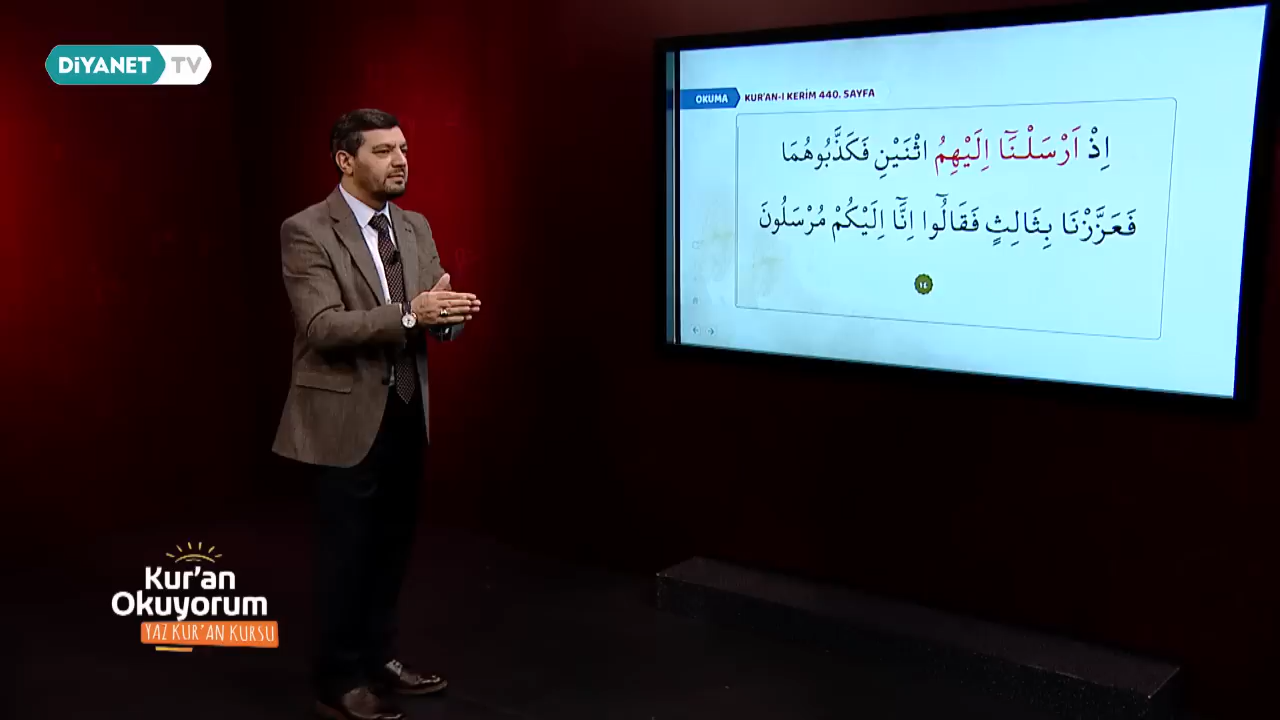 DİYANET TV
OKUMA KUR'AN-I KERİM 440. SAYFA
اِذْ اَرْسَلْنَٓا اِلَيْهِمُ اثْنَيْنِ فَكَذَّبُوهُمَا
فَعَزَّزْنَا بِثَالِثٍ فَقَالُٓوا اِنَّٓا اِلَيْكُمْ مُرْسَلُونَ
١٤
Kur'an
Okuyorum
YAZ KUR'AN KURSU